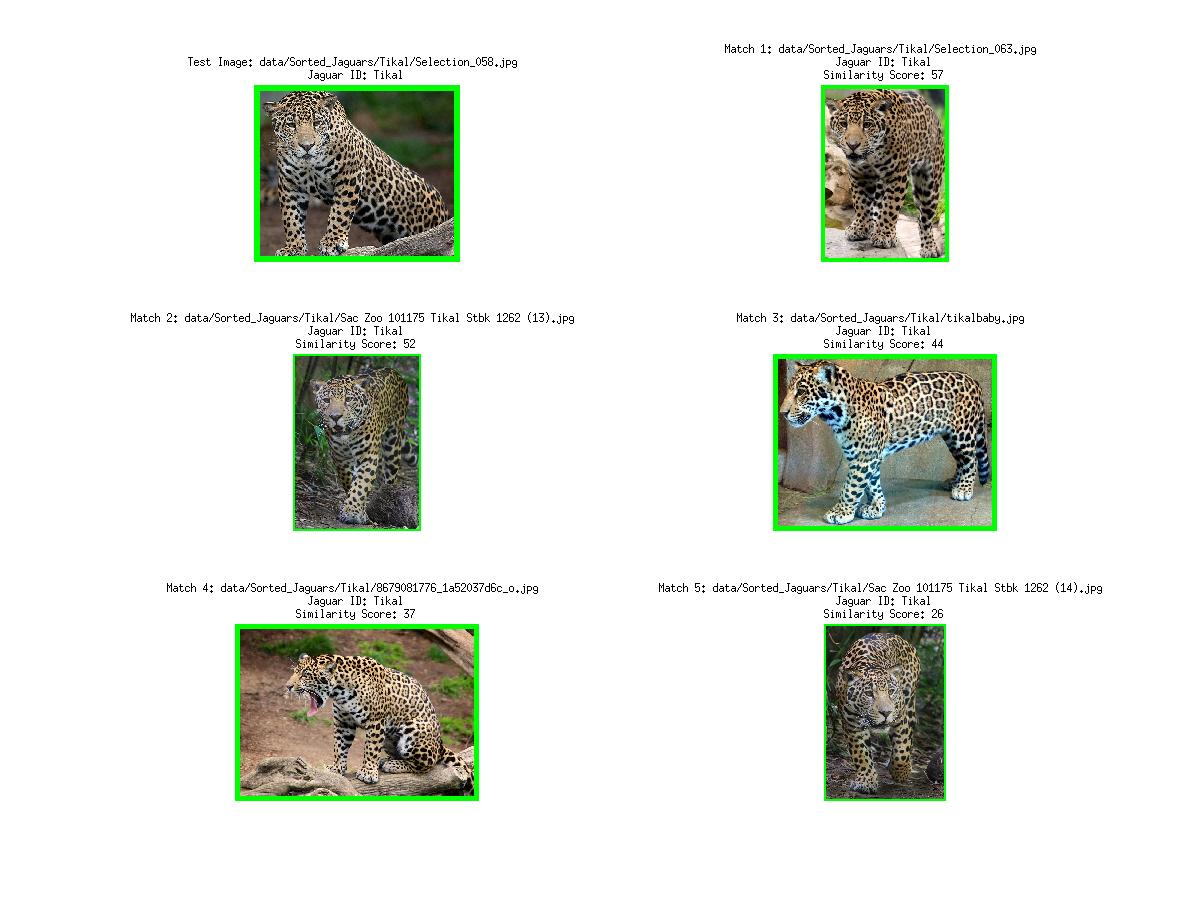 Test Image: data/Sorted_Jaguars/Tikal/Selection_058.jpg
Jaguar ID: Tikal
Match 1: data/Sorted_Jaguars/Tikal/Selection_063.jpg
Jaguar ID: Tikal
Similarity Score: 57
Match 2: data/Sorted_Jaguars/Tikal/Sac Zoo 101175 Tikal Stbk 1262 (13).jpg
Jaguar ID: Tikal
Similarity Score: 52
Match 3: data/Sorted_Jaguars/Tikal/tikalbaby.jpg
Jaguar ID: Tikal
Similarity Score: 44
Match 4: data/Sorted_Jaguars/Tikal/8679081776_1a52037d6c_o.jpg
Jaguar ID: Tikal
Similarity Score: 37
Match 5: data/Sorted_Jaguars/Tikal/Sac Zoo 101175 Tikal Stbk 1262 (14).jpg
Jaguar ID: Tikal
Similarity Score: 26